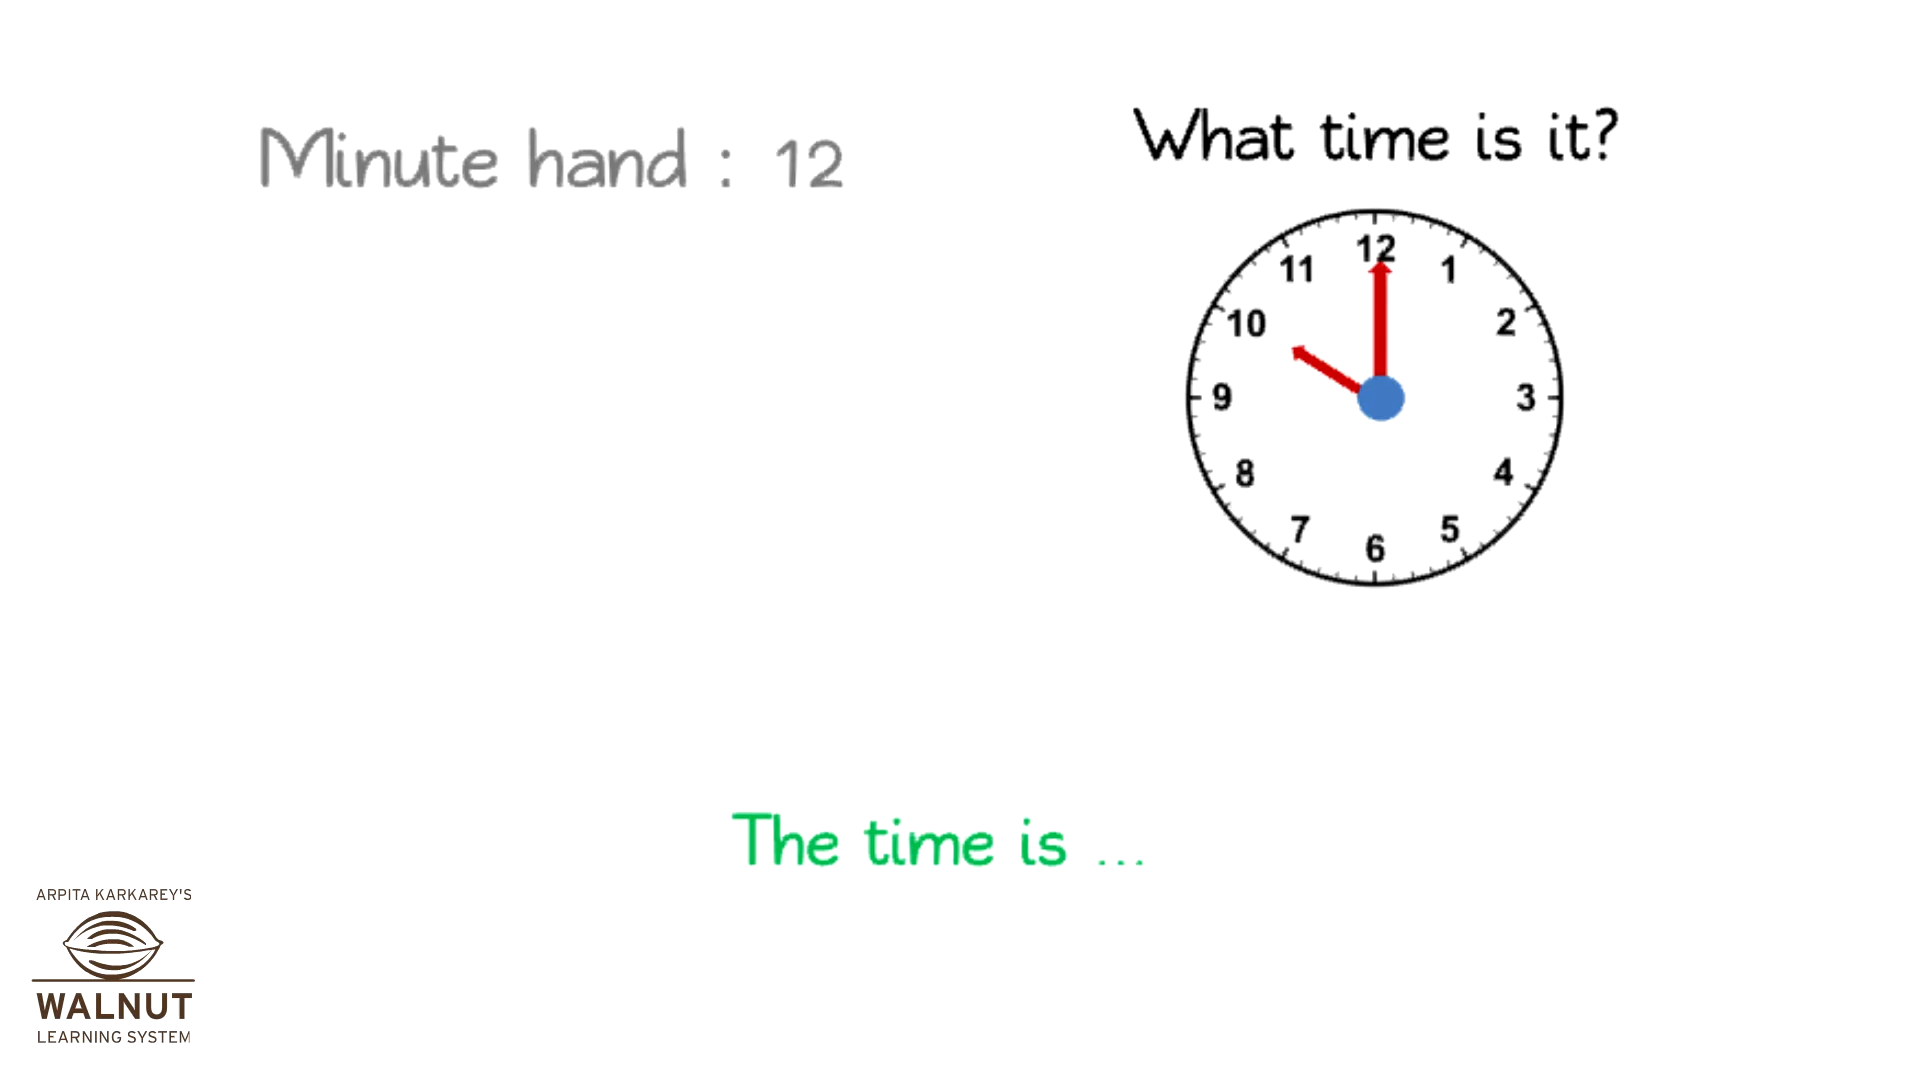 Minute hand : 12
What time is it?
12
11
1
10
2
9
3
8
4
7
5
6
The time is ...
ARPITA KARKAREY'S
WALNUT
LEARNING SYSTEM